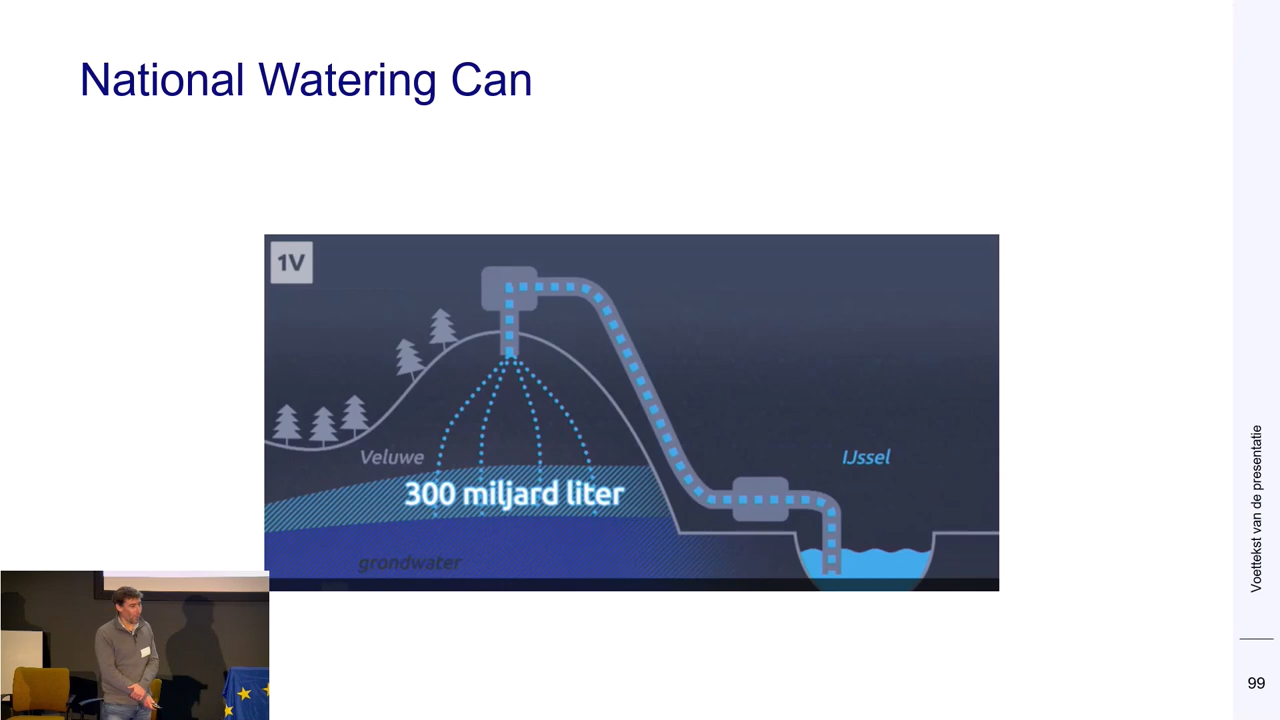 National Watering Can
1V
Veluwe
IJssel
300 miljard liter
grondwater
Voettekst van de presentatie
99